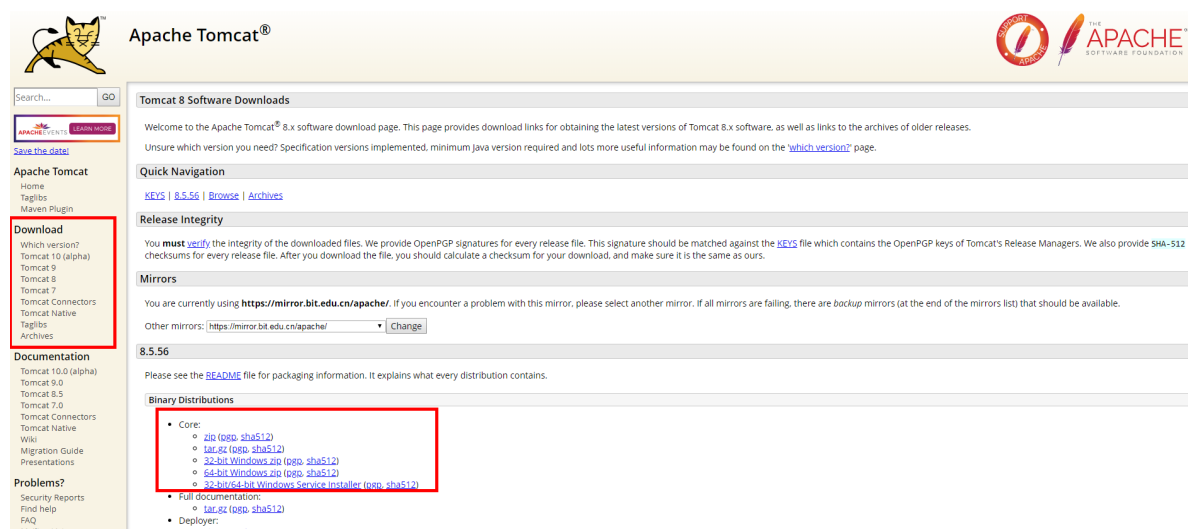 TM
Apache Tomcat®
SUPPORT
APACHE
THE
APACHE®
SOFTWARE FOUNDATION
Search...
GO
APACHEEVENTS LEARN MORE
Save the date!
Apache Tomcat
Home
Taglibs
Maven Plugin
Download
Which version?
Tomcat 10 (alpha)
Tomcat 9
Tomcat 8
Tomcat 7
Tomcat Connectors
Tomcat Native
Taglibs
Archives
Documentation
Tomcat 10.0 (alpha)
Tomcat 9.0
Tomcat 8.5
Tomcat 7.0
Tomcat Connectors
Tomcat Native
Wiki
Migration Guide
Presentations
Problems?
Security Reports
Find help
FAQ
Tomcat 8 Software Downloads
Welcome to the Apache Tomcat® 8.x software download page. This page provides download links for obtaining the latest versions of Tomcat 8.x software, as well as links to the archives of older releases.
Unsure which version you need? Specification versions implemented, minimum Java version required and lots more useful information may be found on the 'which version?' page.
Quick Navigation
KEYS | 8.5.56 | Browse | Archives
Release Integrity
You must verify the integrity of the downloaded files. We provide OpenPGP signatures for every release file. This signature should be matched against the KEYS file which contains the OpenPGP keys of Tomcat's Release Managers. We also provide SHA-512
checksums for every release file. After you download the file, you should calculate a checksum for your download, and make sure it is the same as ours.
Mirrors
You are currently using https://mirror.bit.edu.cn/apache/. If you encounter a problem with this mirror, please select another mirror. If all mirrors are failing, there are backup mirrors (at the end of the mirrors list) that should be available.
Other mirrors: https://mirror.bit.edu.cn/apache/ Change
8.5.56
Please see the README file for packaging information. It explains what every distribution contains.
Binary Distributions
Core:
zip (pgp, sha512)
tar.gz (pgp, sha512)
32-bit Windows zip (pgp, sha512)
64-bit Windows zip (pgp, sha512)
32-bit/64-bit Windows Service Installer (pgp, sha512)
Full documentation:
tar.gz (pgp, sha512)
Deployer: